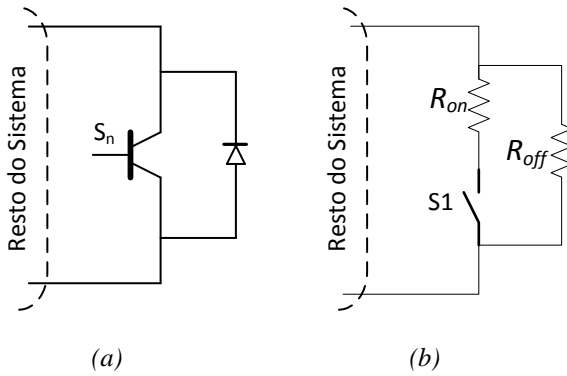 Resto do Sistema
Sn
(a)
Resto do Sistema
Ron
Roff
S1
(b)